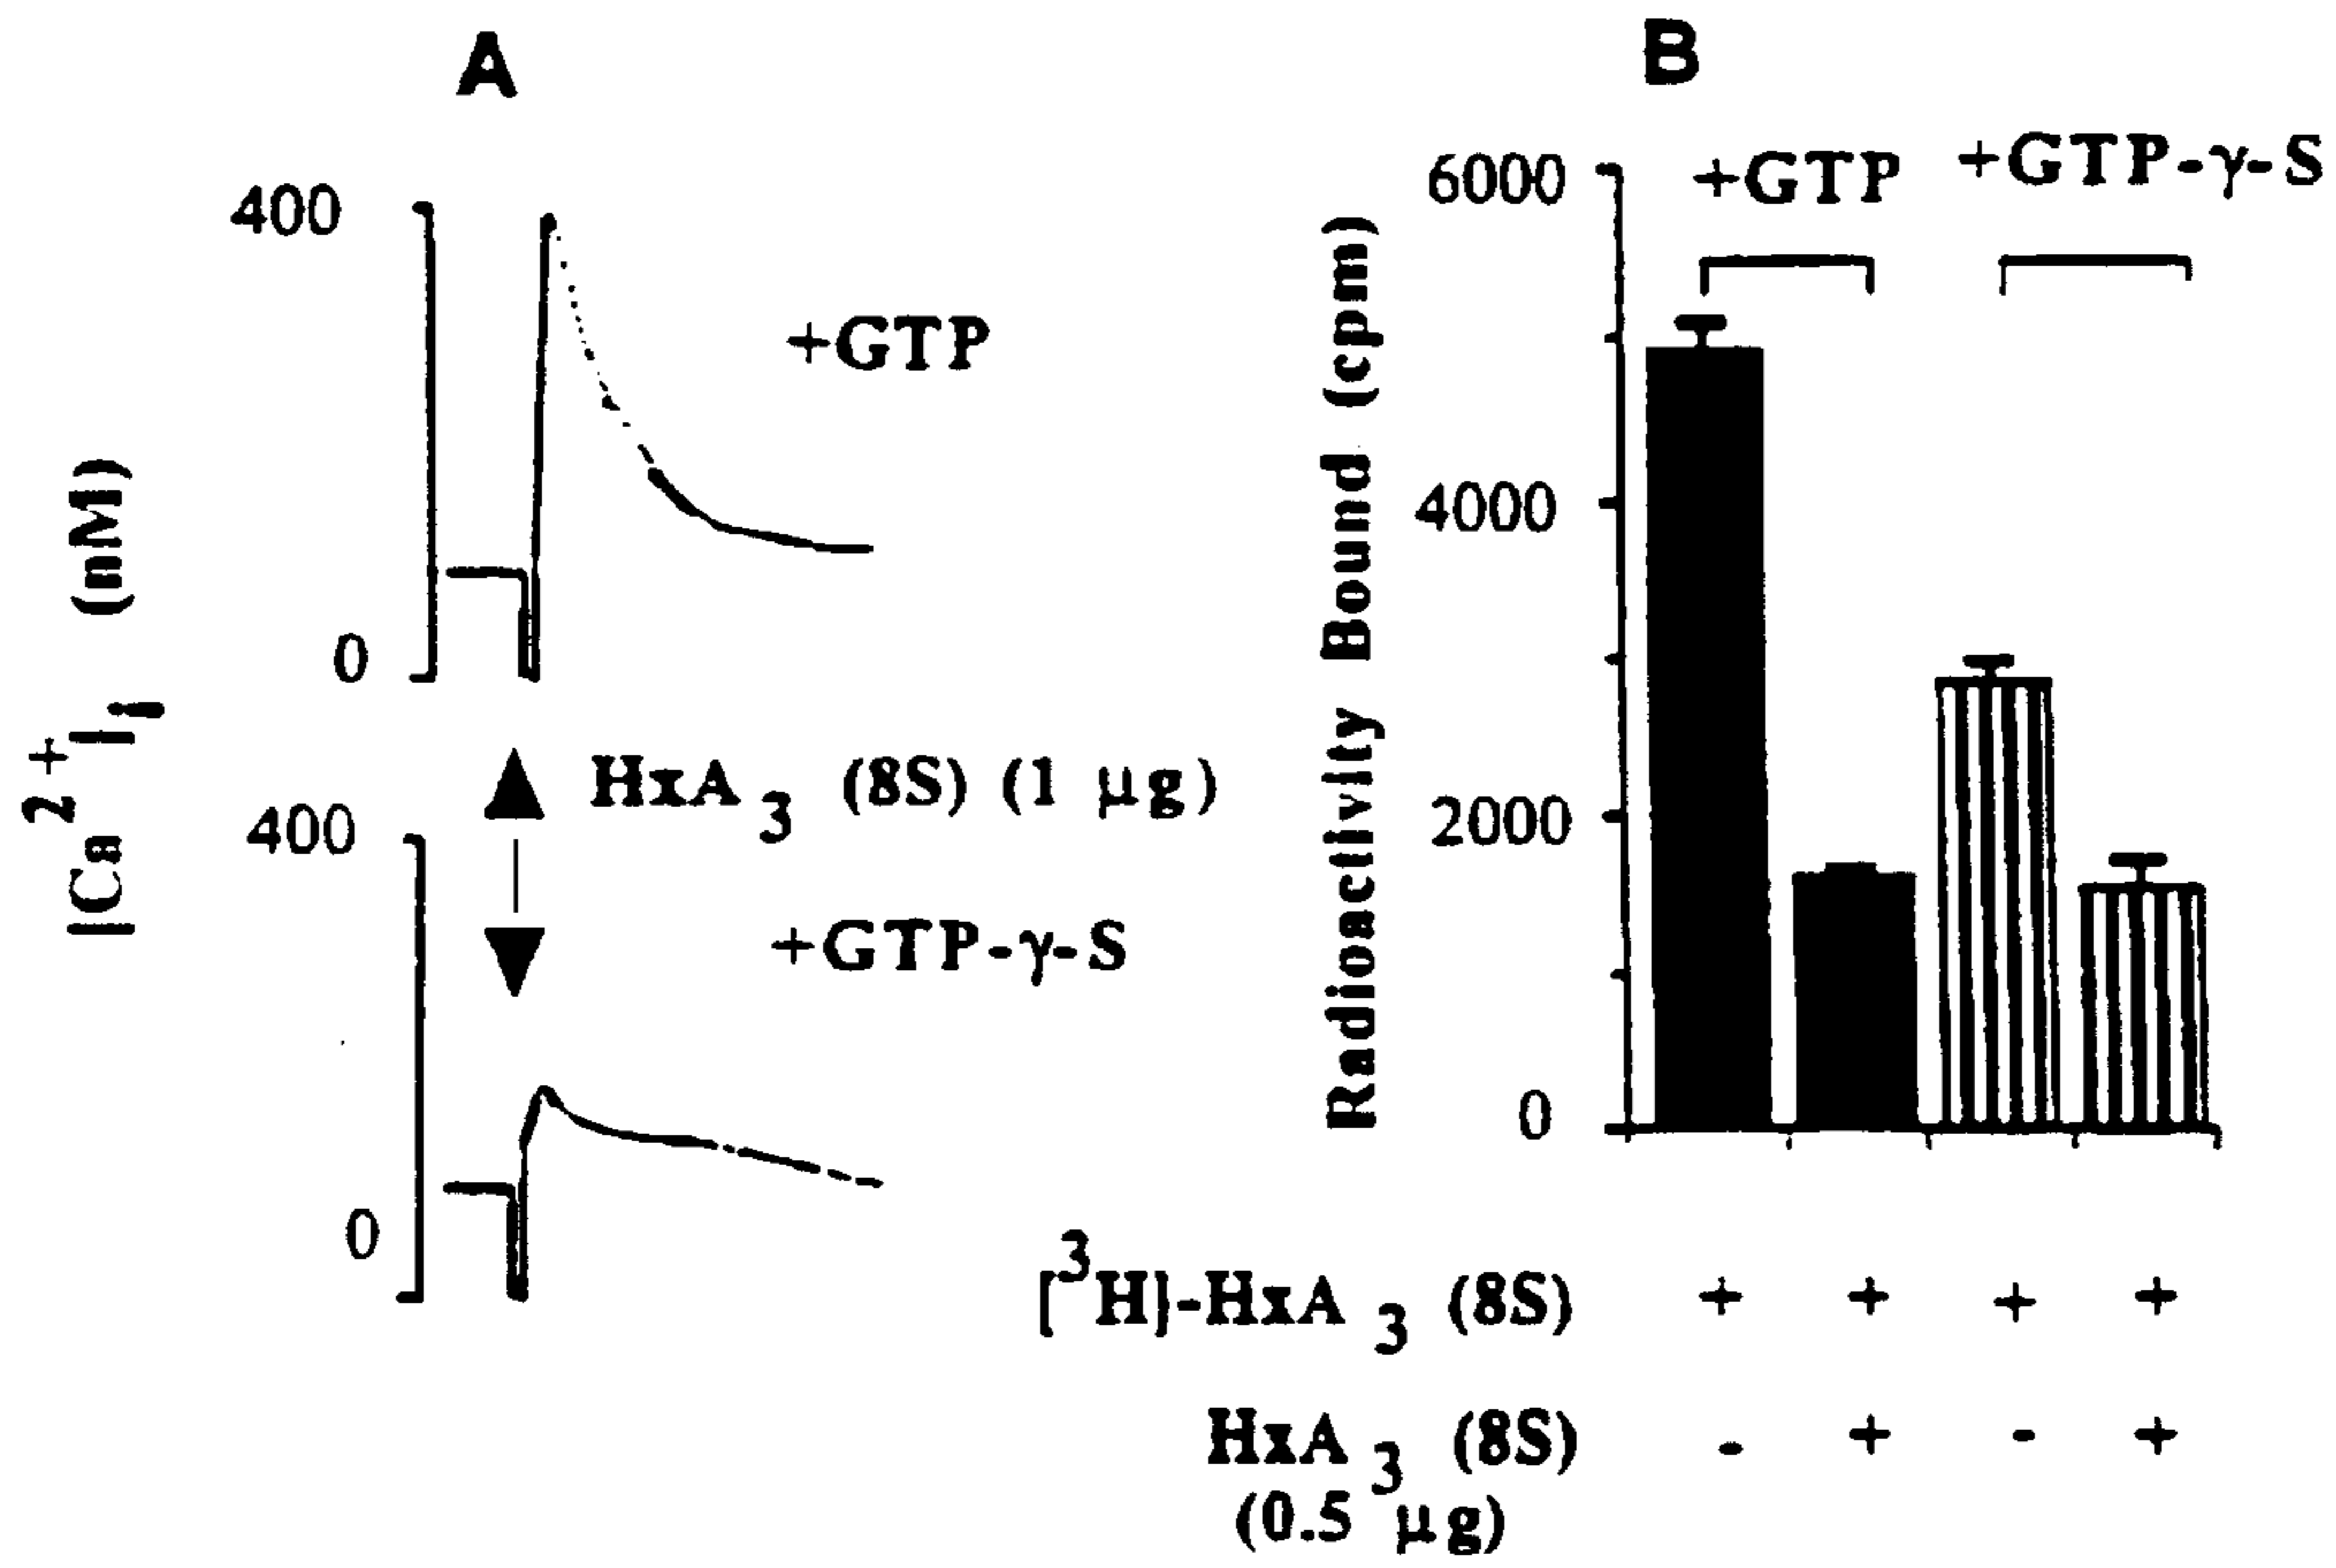 A
400
+GTP
[Ca2+]i (nM)
0
HxA3 (8S) (1 μg)
400
+GTP-γ-S
0
B
+GTP +GTP-γ-S
Radioactivity Bound (cpm)
6000
4000
2000
0
[3H]-HxA3 (8S) + + + +
HxA3 (8S) - + - +
(0.5 μg)